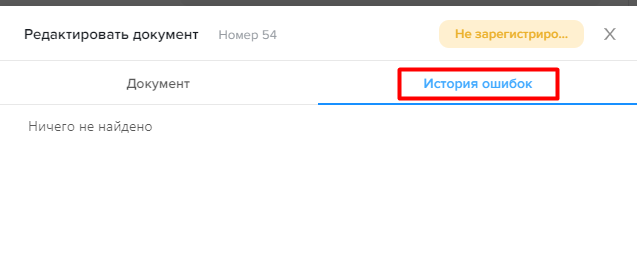 Редактировать документ Номер 54 Не зарегистриро...
Документ История ошибок
Ничего не найдено